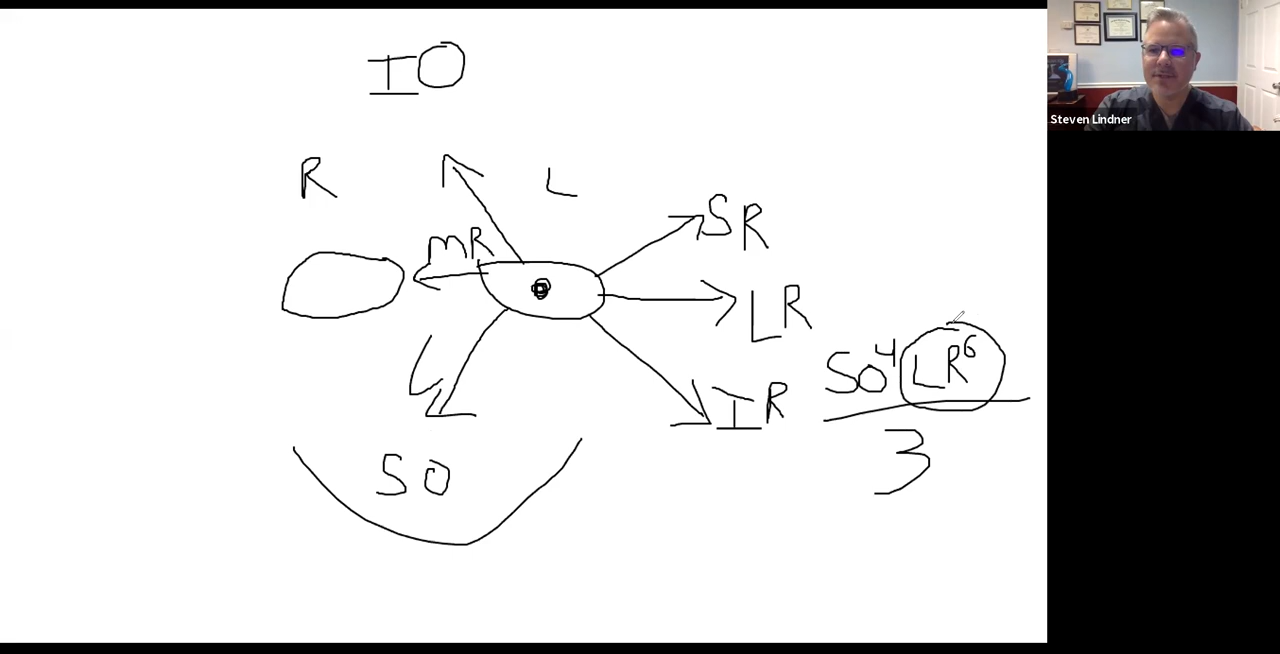 IO
Steven Lindner
R
L
MR
SR
LR
SO⁴ LR⁶
3
IR
SO